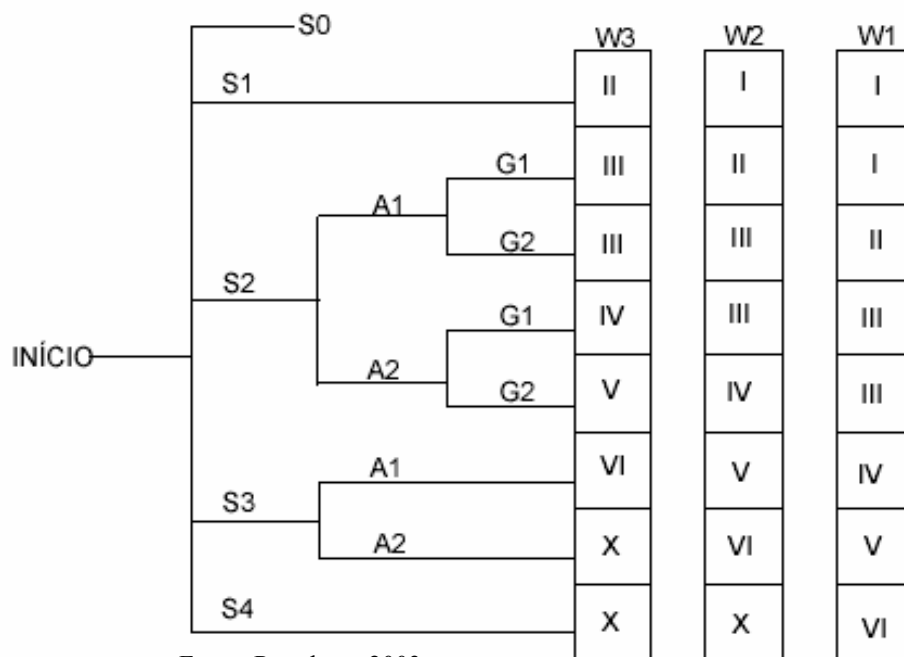 S0
W3 W2 W1
S1 II I I
G1 III II I
A1
G2 III III II
S2
G1 IV III III
INÍCIO
A2
G2 V IV III
A1 VI V IV
S3
A2 X VI V
S4 X X VI